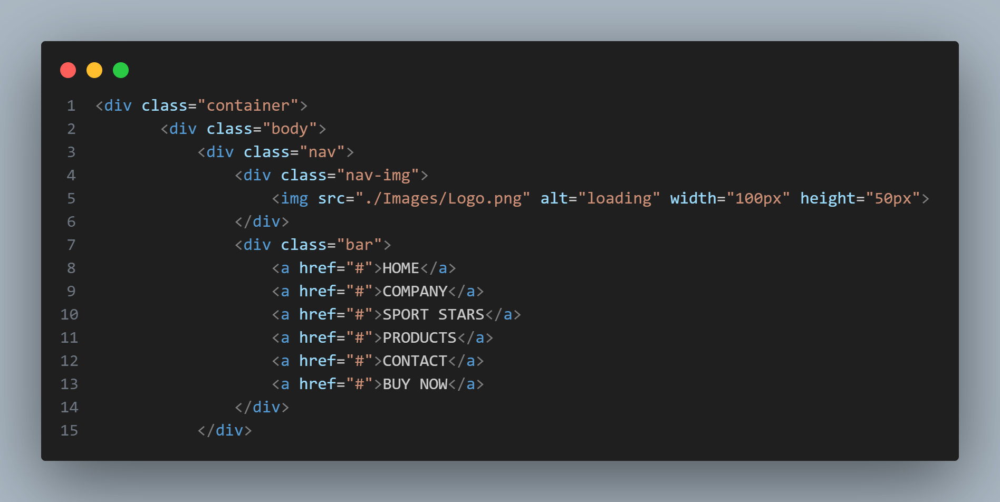 1 <div class="container">
2         <div class="body">
3             <div class="nav">
4                 <div class="nav-img">
5                     <img src="./Images/Logo.png" alt="loading" width="100px" height="50px">
6                 </div>
7                 <div class="bar">
8                     <a href="#">HOME</a>
9                     <a href="#">COMPANY</a>
10                     <a href="#">SPORT STARS</a>
11                     <a href="#">PRODUCTS</a>
12                     <a href="#">CONTACT</a>
13                     <a href="#">BUY NOW</a>
14                 </div>
15             </div>